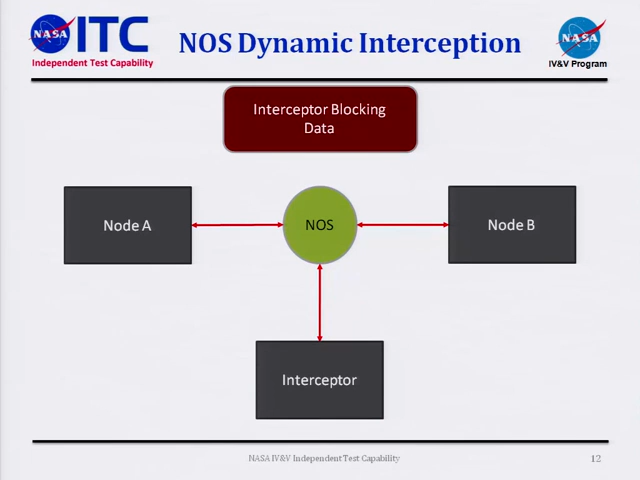 NASA ITC
Independent Test Capability
NOS Dynamic Interception
NASA
IV&V Program
Interceptor Blocking
Data
Node A
NOS
Node B
Interceptor
NASA IV&V Independent Test Capability
12